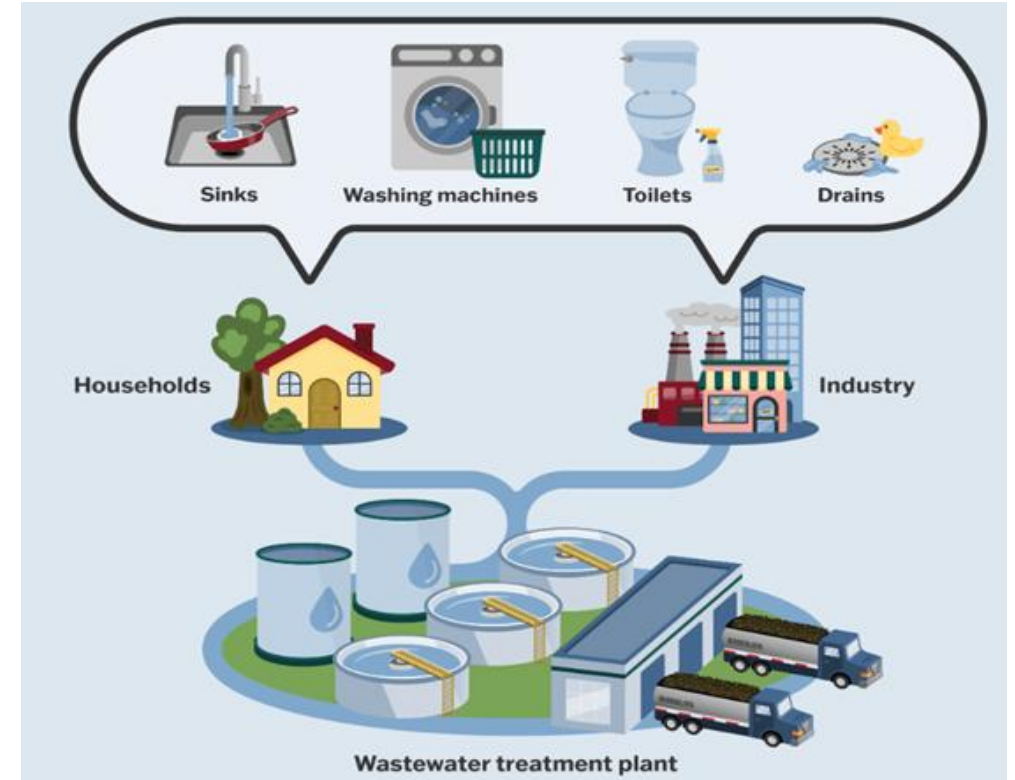 Sinks
Washing machines
Toilets
Drains
Households
Industry
Wastewater treatment plant